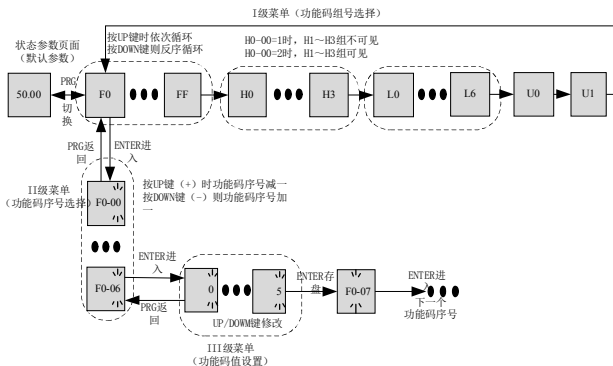 I级菜单（功能码组号选择）
按UP键时依次循环
按DOWN键则反序循环
H0-00=1时，H1～H3组不可见
H0-00=2时，H1～H3组可见
状态参数页面
（默认参数）
50.00
PRG
切
换
F0
FF
H0
H3
L0
L6
U0
U1
PRG返
回
ENTER进
入
II级菜单
（功能码序号选择）
F0-00
按UP键（+）时功能码序号减一
按DOWN键（-）则功能码序号加
一
F0-06
ENTER进
入
PRG返
回
0
5
UP/DOWM键修改
ENTER存
盘
F0-07
ENTER进
入
下一个
功能码序号
III级菜单
（功能码值设置）